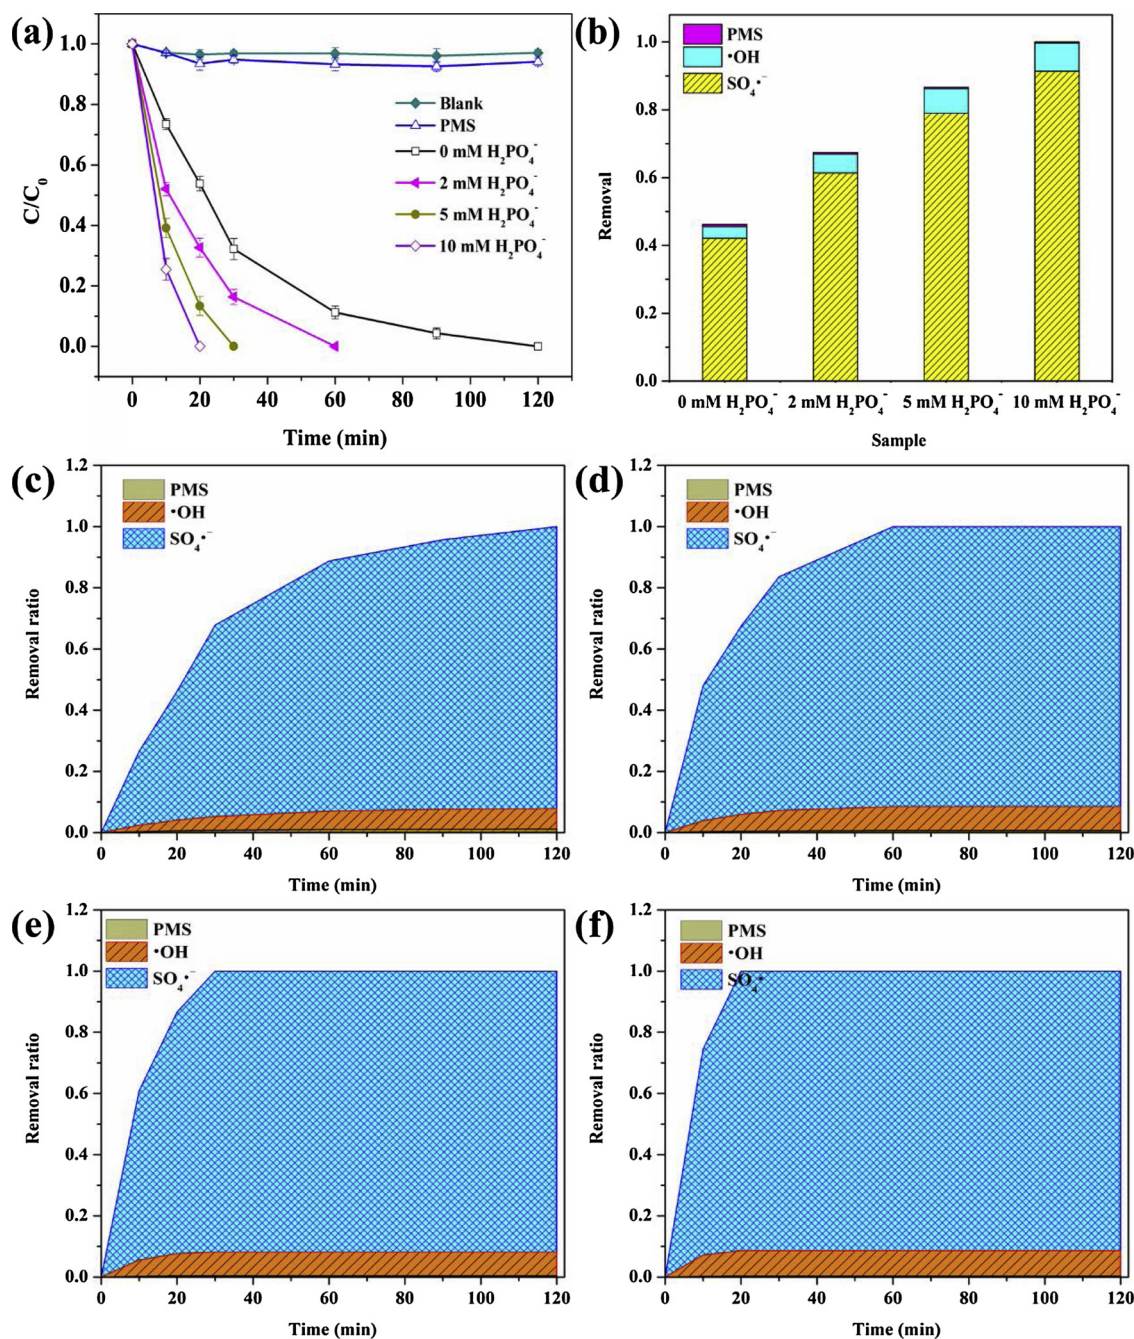 (a)
1.0
0.8
0.6
0.4
0.2
0.0
C/C₀
Blank
PMS
0 mM H₂PO₄⁻
2 mM H₂PO₄⁻
5 mM H₂PO₄⁻
10 mM H₂PO₄⁻
0 20 40 60 80 100 120
Time (min)
(b)
PMS
•OH
SO₄•⁻
1.0
0.8
0.6
0.4
0.2
0.0
Removal
0 mM H₂PO₄⁻ 2 mM H₂PO₄⁻ 5 mM H₂PO₄⁻ 10 mM H₂PO₄⁻
Sample
(c)
PMS
•OH
SO₄•⁻
1.2
1.0
0.8
0.6
0.4
0.2
0.0
Removal ratio
0 20 40 60 80 100 120
Time (min)
(d)
PMS
•OH
SO₄•⁻
1.2
1.0
0.8
0.6
0.4
0.2
0.0
Removal ratio
0 20 40 60 80 100 120
Time (min)
(e)
PMS
•OH
SO₄•⁻
1.2
1.0
0.8
0.6
0.4
0.2
0.0
Removal ratio
0 20 40 60 80 100 120
Time (min)
(f)
PMS
•OH
SO₄•⁻
1.2
1.0
0.8
0.6
0.4
0.2
0.0
Removal ratio
0 20 40 60 80 100 120
Time (min)